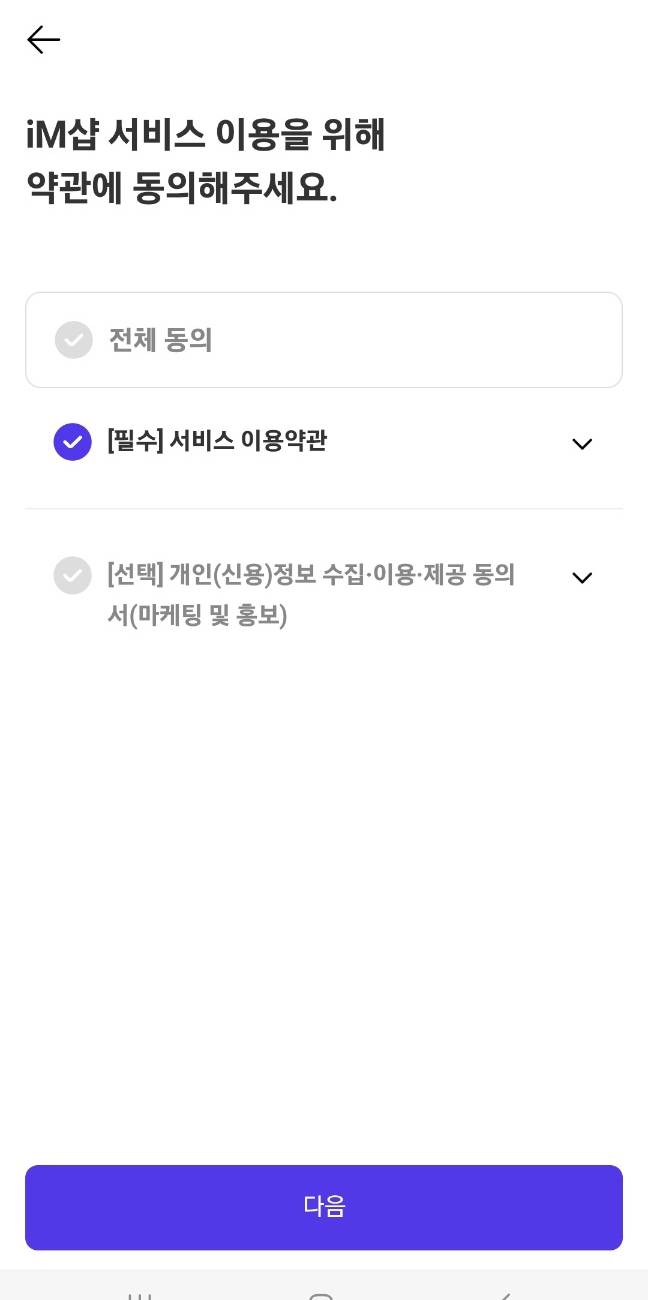 iM샵 서비스 이용을 위해
약관에 동의해주세요.
전체 동의
[필수] 서비스 이용약관
[선택] 개인(신용)정보 수집·이용·제공 동의
서(마케팅 및 홍보)
다음